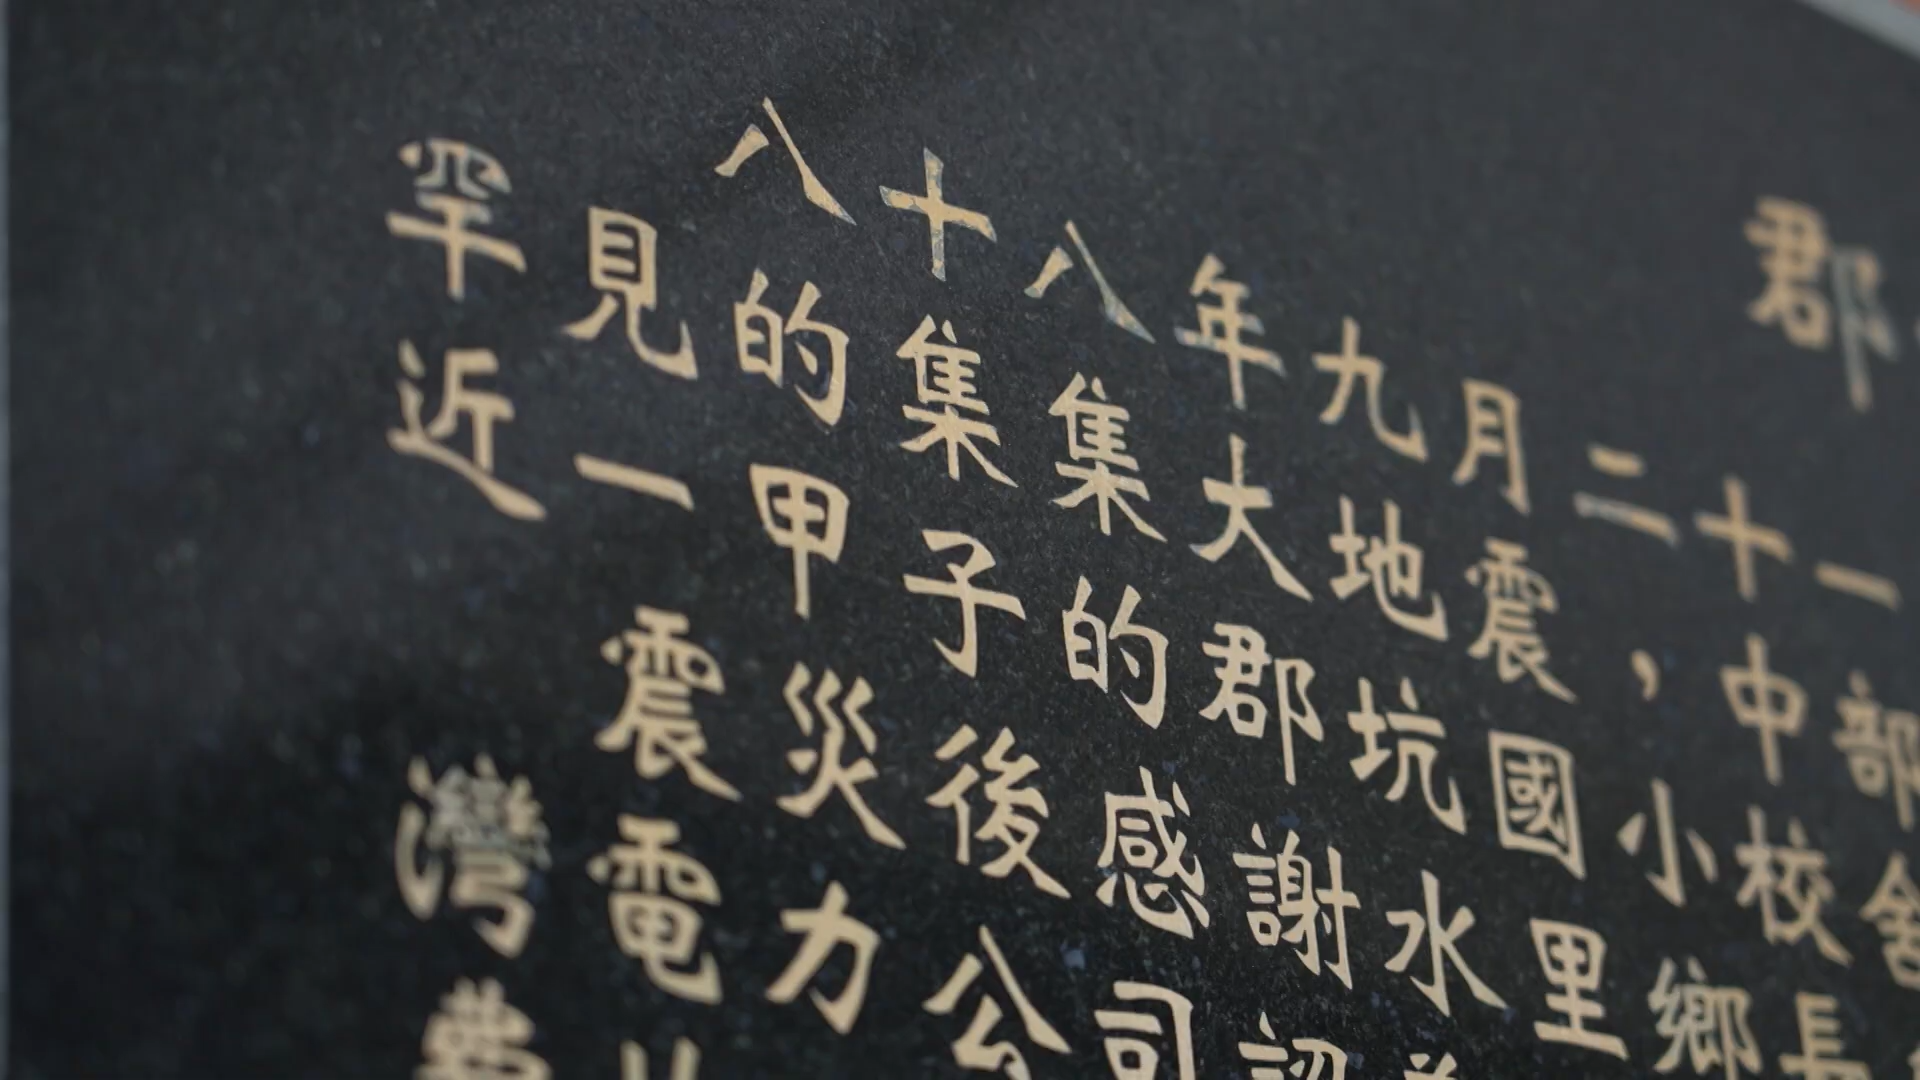 郡
八十八年九月二十一
罕見的集集大地震，中部
近一甲子的郡坑國小校舍
震災後感謝水里鄉長
灣電力公司認
費